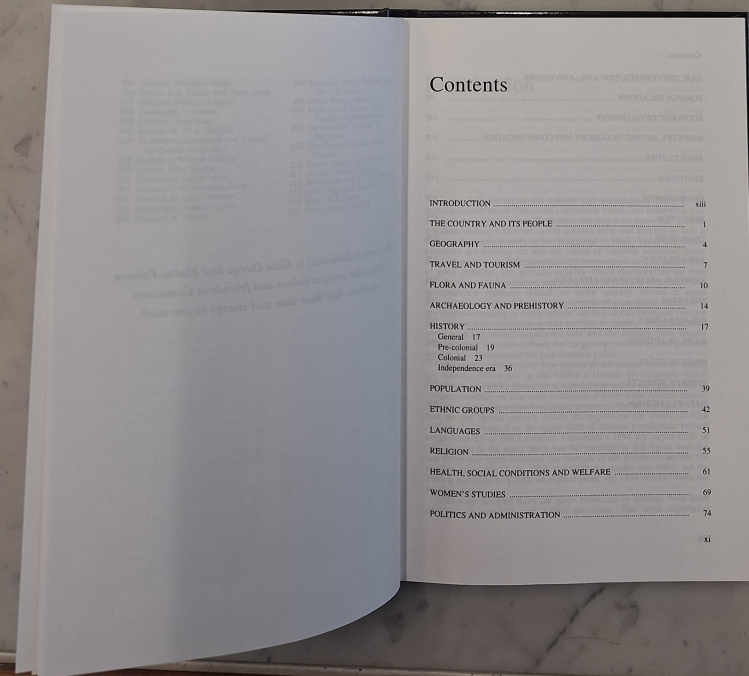 Contents
INTRODUCTION ........ xiii
THE COUNTRY AND ITS PEOPLE ........ 1
GEOGRAPHY ........ 4
TRAVEL AND TOURISM ........ 7
FLORA AND FAUNA ........ 10
ARCHAEOLOGY AND PREHISTORY ........ 14
HISTORY ........ 17
General 17
Pre-colonial 19
Colonial 23
Independence era 36
POPULATION ........ 39
ETHNIC GROUPS ........ 42
LANGUAGES ........ 51
RELIGION ........ 55
HEALTH, SOCIAL CONDITIONS AND WELFARE ........ 61
WOMEN'S STUDIES ........ 69
POLITICS AND ADMINISTRATION ........ 74
xi